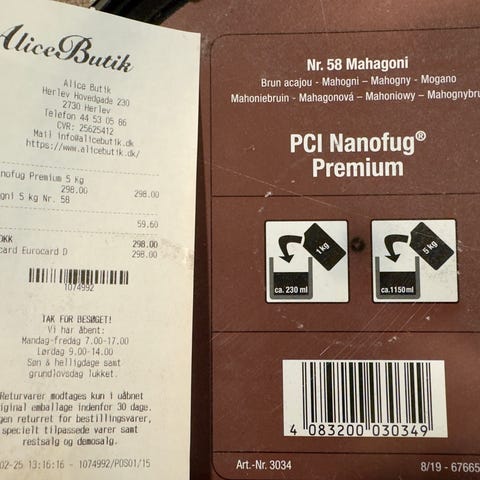 AliceButik
Alice Butik
Herlev Hovedgade 230
2730 Herlev
Telefon 44 53 05 86
CVR: 25625412
Mail info@alicebutik.dk
https://www.alicebutik.dk/
nofug Premium 5 kg
298.00 298.00
gni 5 kg Nr. 58
59.60
DKK 298.00
card Eurocard D 298.00
1074992
TAK FOR BESØGET!
Vi har åbent:
Mandag-fredag 7.00-17.00
Lørdag 9.00-14.00
Søn & helligdage samt
grundlovsdag lukket.
Returvarer modtages kun i uåbnet
iginal emballage indenfor 30 dage.
gen returret for bestillingsvarer,
specielt tilpassede varer samt
restsalg og demosalg.
02-25 13:16:16 - 1074992/POS01/15
Nr. 58 Mahagoni
Brun acajou - Mahogni - Mahogny - Mogano
Mahoniebruin - Mahagonová - Mahoniowy - Mahognybru
PCI Nanofug®
Premium
1 kg
ca. 230 ml
5 kg
ca. 1150 ml
4 083200 030349
Art.-Nr. 3034
8/19 - 67665